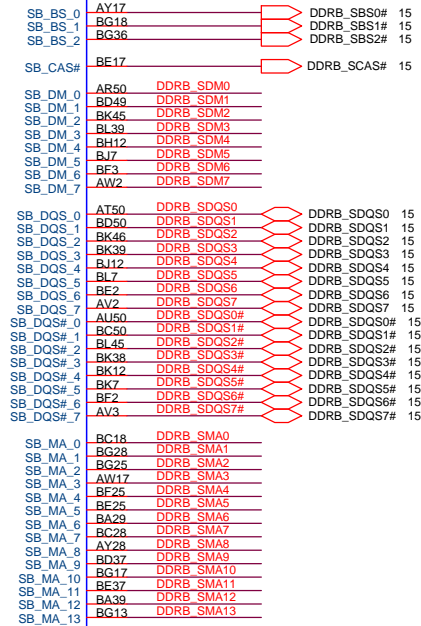 SB_BS_0 AY17 DDRB_SBS0# 15
SB_BS_1 BG18 DDRB_SBS1# 15
SB_BS_2 BG36 DDRB_SBS2# 15
SB_CAS# BE17 DDRB_SCAS# 15
SB_DM_0 AR50 DDRB_SDM0
SB_DM_1 BD49 DDRB_SDM1
SB_DM_2 BK45 DDRB_SDM2
SB_DM_3 BL39 DDRB_SDM3
SB_DM_4 BH12 DDRB_SDM4
SB_DM_5 BJ7 DDRB_SDM5
SB_DM_6 BF3 DDRB_SDM6
SB_DM_7 AW2 DDRB_SDM7
SB_DQS_0 AT50 DDRB_SDQS0 DDRB_SDQS0 15
SB_DQS_1 BD50 DDRB_SDQS1 DDRB_SDQS1 15
SB_DQS_2 BK46 DDRB_SDQS2 DDRB_SDQS2 15
SB_DQS_3 BK39 DDRB_SDQS3 DDRB_SDQS3 15
SB_DQS_4 BJ12 DDRB_SDQS4 DDRB_SDQS4 15
SB_DQS_5 BL7 DDRB_SDQS5 DDRB_SDQS5 15
SB_DQS_6 BE2 DDRB_SDQS6 DDRB_SDQS6 15
SB_DQS_7 AV2 DDRB_SDQS7 DDRB_SDQS7 15
SB_DQS#_0 AU50 DDRB_SDQS0# DDRB_SDQS0# 15
SB_DQS#_1 BC50 DDRB_SDQS1# DDRB_SDQS1# 15
SB_DQS#_2 BL45 DDRB_SDQS2# DDRB_SDQS2# 15
SB_DQS#_3 BK38 DDRB_SDQS3# DDRB_SDQS3# 15
SB_DQS#_4 BK12 DDRB_SDQS4# DDRB_SDQS4# 15
SB_DQS#_5 BK7 DDRB_SDQS5# DDRB_SDQS5# 15
SB_DQS#_6 BF2 DDRB_SDQS6# DDRB_SDQS6# 15
SB_DQS#_7 AV3 DDRB_SDQS7# DDRB_SDQS7# 15
SB_MA_0 BC18 DDRB_SMA0
SB_MA_1 BG28 DDRB_SMA1
SB_MA_2 BG25 DDRB_SMA2
SB_MA_3 AW17 DDRB_SMA3
SB_MA_4 BF25 DDRB_SMA4
SB_MA_5 BE25 DDRB_SMA5
SB_MA_6 BA29 DDRB_SMA6
SB_MA_7 BC28 DDRB_SMA7
SB_MA_8 AY28 DDRB_SMA8
SB_MA_9 BD37 DDRB_SMA9
SB_MA_10 BG17 DDRB_SMA10
SB_MA_11 BE37 DDRB_SMA11
SB_MA_12 BA39 DDRB_SMA12
SB_MA_13 BG13 DDRB_SMA13